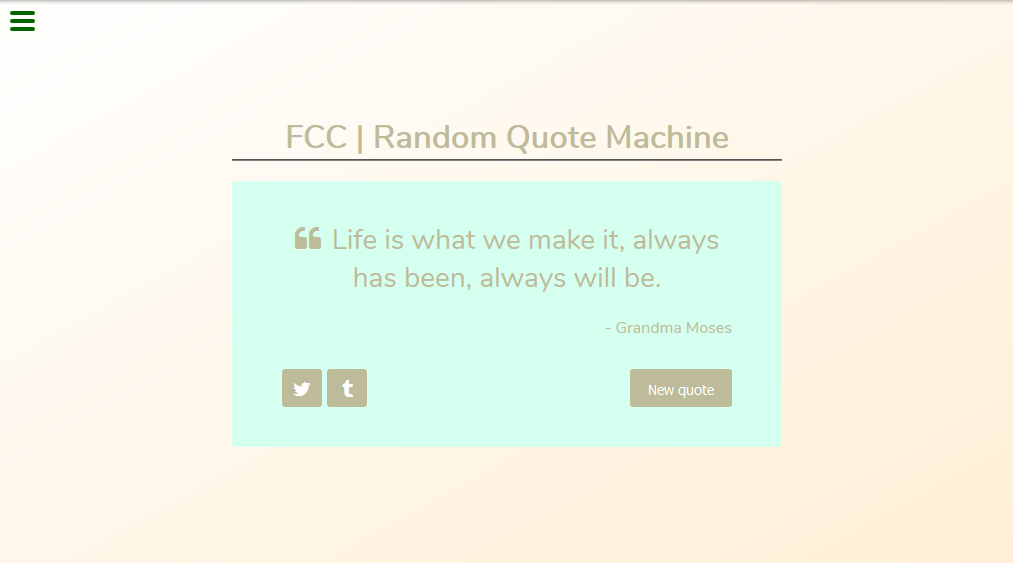 FCC | Random Quote Machine
❝ Life is what we make it, always
has been, always will be.
- Grandma Moses
New quote